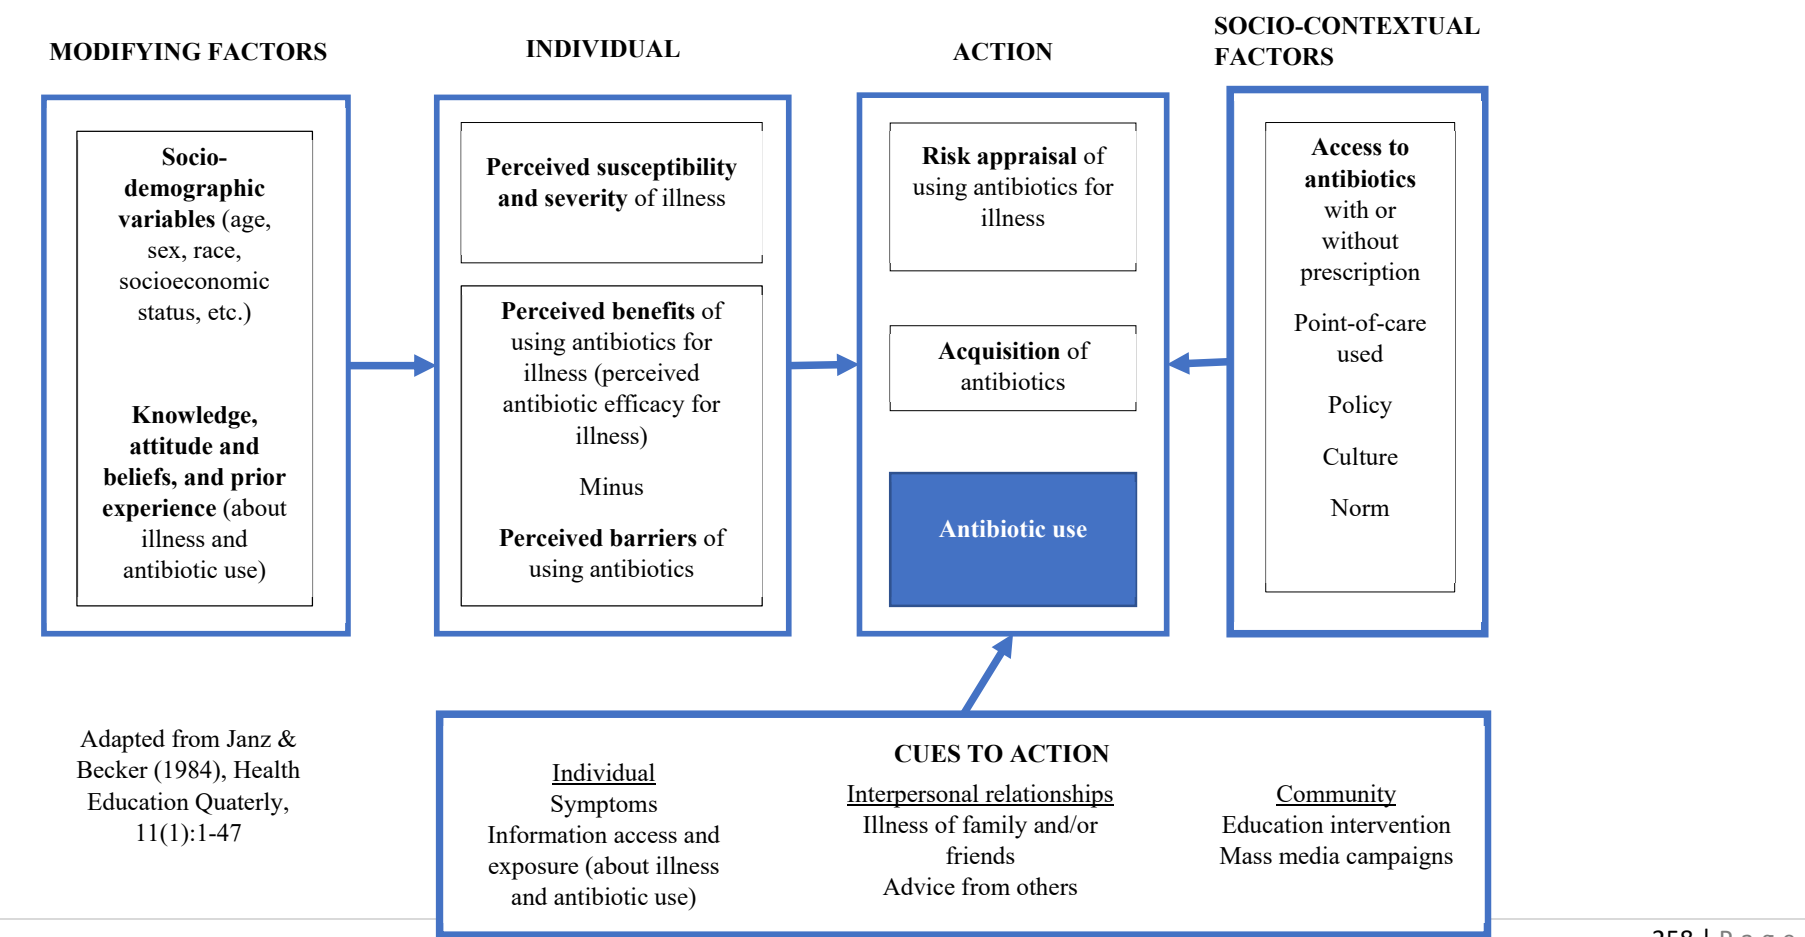 MODIFYING FACTORS
Socio-
demographic
variables (age,
sex, race,
socioeconomic
status, etc.)
Knowledge,
attitude and
beliefs, and prior
experience (about
illness and
antibiotic use)
INDIVIDUAL
Perceived susceptibility
and severity of illness
Perceived benefits of
using antibiotics for
illness (perceived
antibiotic efficacy for
illness)
Minus
Perceived barriers of
using antibiotics
ACTION
Risk appraisal of
using antibiotics for
illness
Acquisition of
antibiotics
Antibiotic use
SOCIO-CONTEXTUAL
FACTORS
Access to
antibiotics
with or
without
prescription
Point-of-care
used
Policy
Culture
Norm
Adapted from Janz &
Becker (1984), Health
Education Quaterly,
11(1):1-47
CUES TO ACTION
Individual
Symptoms
Information access and
exposure (about illness
and antibiotic use)
Interpersonal relationships
Illness of family and/or
friends
Advice from others
Community
Education intervention
Mass media campaigns
258 | P a g e